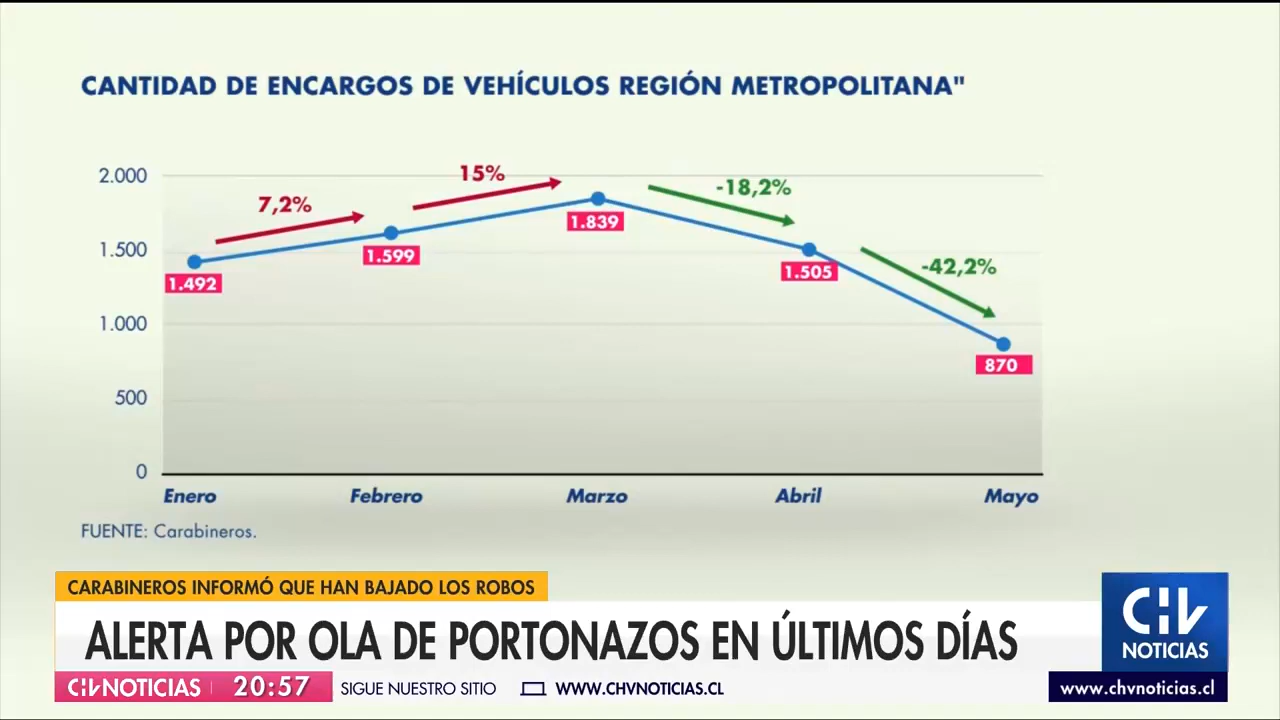 CANTIDAD DE ENCARGOS DE VEHÍCULOS REGIÓN METROPOLITANA"
2.000
1.500
1.000
500
0
7,2%
15%
-18,2%
-42,2%
1.492
1.599
1.839
1.505
870
Enero Febrero Marzo Abril Mayo
FUENTE: Carabineros.
CARABINEROS INFORMÓ QUE HAN BAJADO LOS ROBOS
ALERTA POR OLA DE PORTONAZOS EN ÚLTIMOS DÍAS
CHV NOTICIAS 20:57 SIGUE NUESTRO SITIO WWW.CHVNOTICIAS.CL
CHV
NOTICIAS
www.chvnoticias.cl